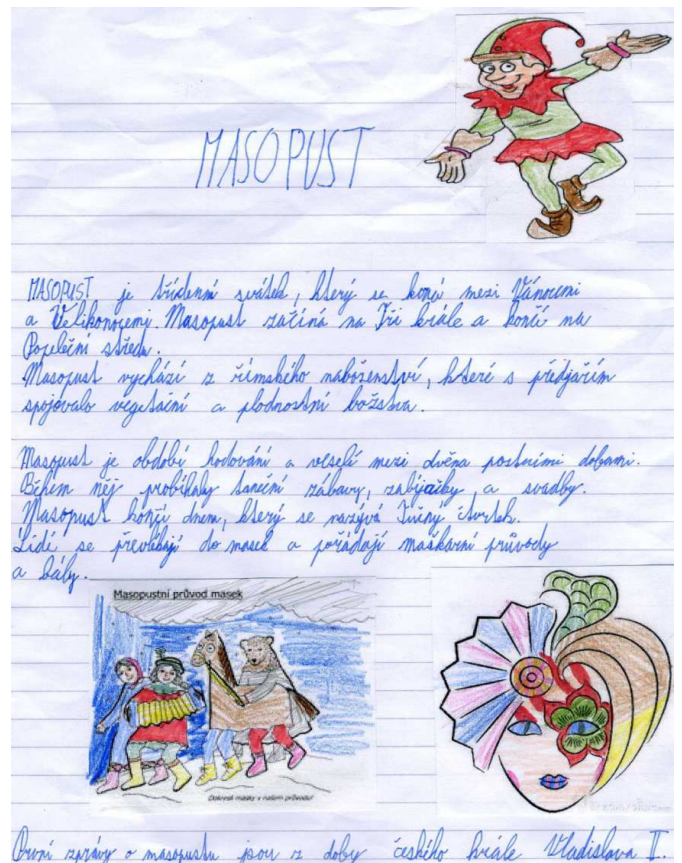 MASOPUST
MASOPUST je třídenní svátek, který se koná mezi Vánocemi
a Velikonocemi. Masopust začíná na Tři krále a končí na
Popeleční středu.
Masopust vychází z římského náboženství, které s předjařím
spojovalo vegetační a plodnostní božstva.
Masopust je období hodování a veselí mezi dvěma postními dobami.
Během něj probíhaly taneční zábavy, zabijačky, a svadby.
Masopust končí dnem, který se nazývá Tučný čtvrtek.
Lidé se převlékají do masek a pořádají maškarní průvody
a bály.
Masopustní průvod masek
Dokresli masky v našem průvodu!
První zprávy o masopustu jsou z doby českého krále Vladislava II.